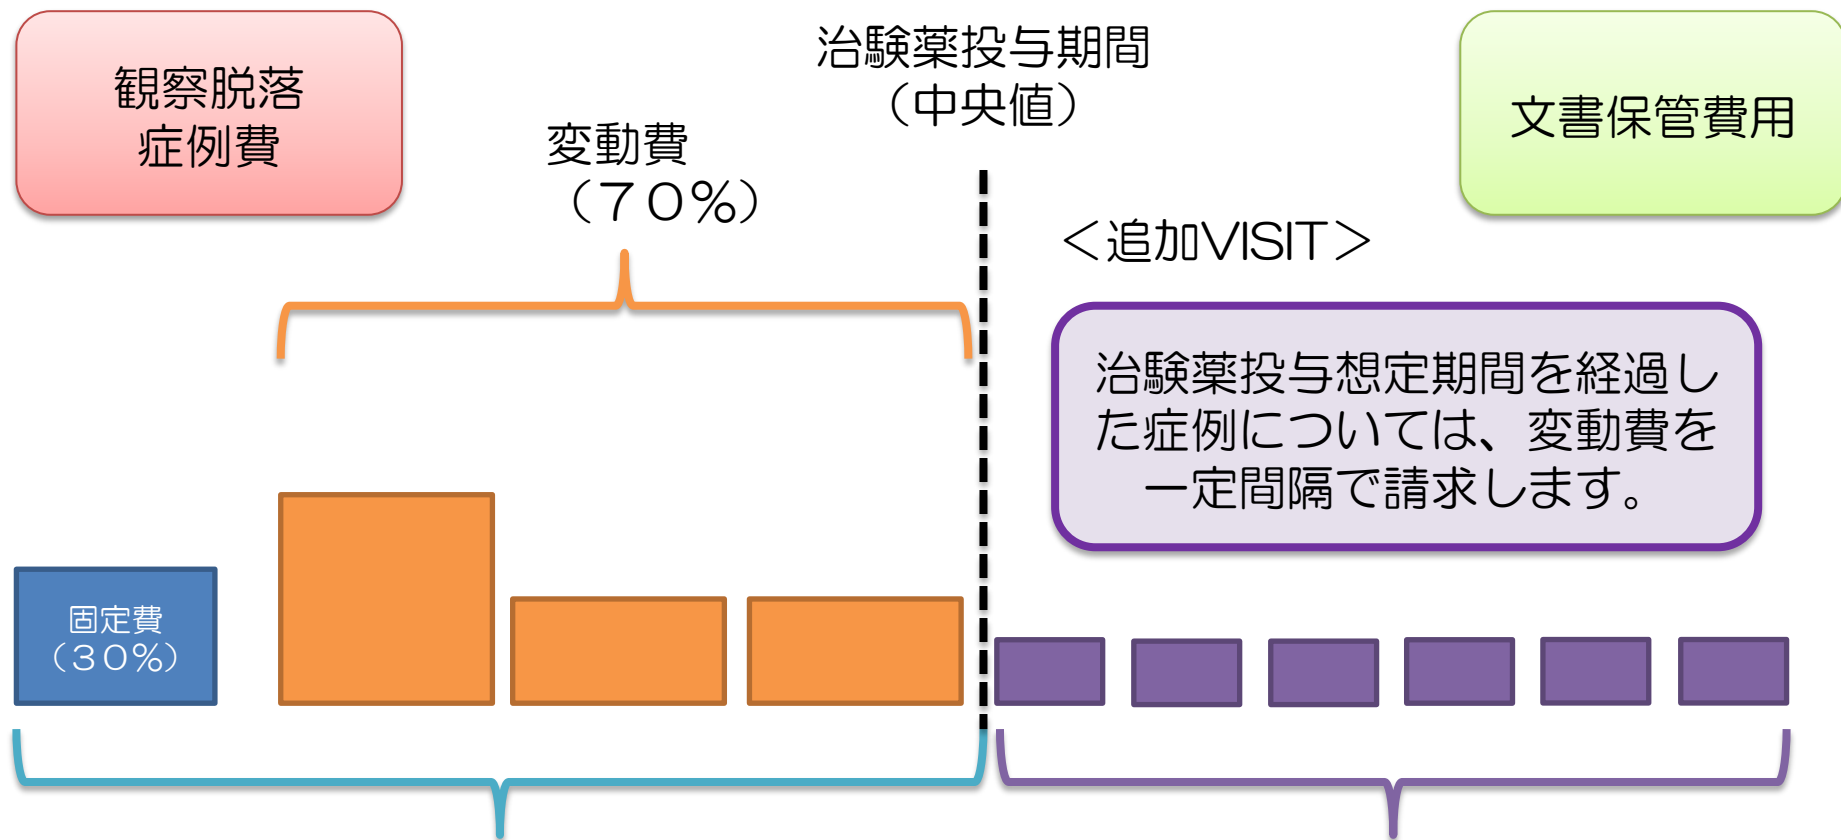 観察脱落
症例費
治験薬投与期間
（中央値）
文書保管費用
変動費
（７０％）
＜追加VISIT＞
治験薬投与想定期間を経過し
た症例については、変動費を
一定間隔で請求します。
固定費
（３０％）